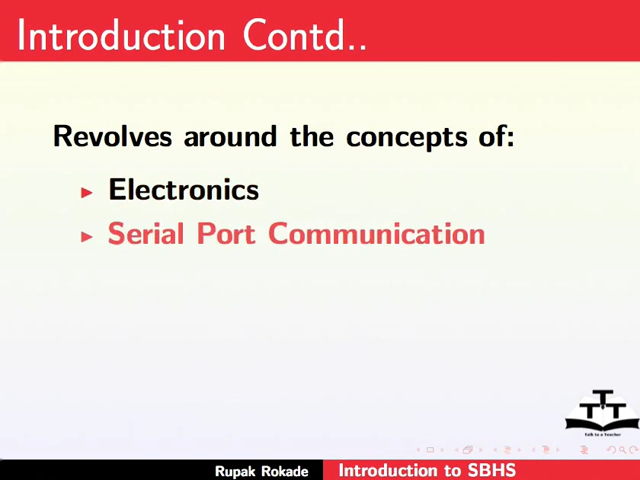 Introduction Contd..
Revolves around the concepts of:
Electronics
Serial Port Communication
TTT
Talk to a Teacher
Rupak Rokade
Introduction to SBHS